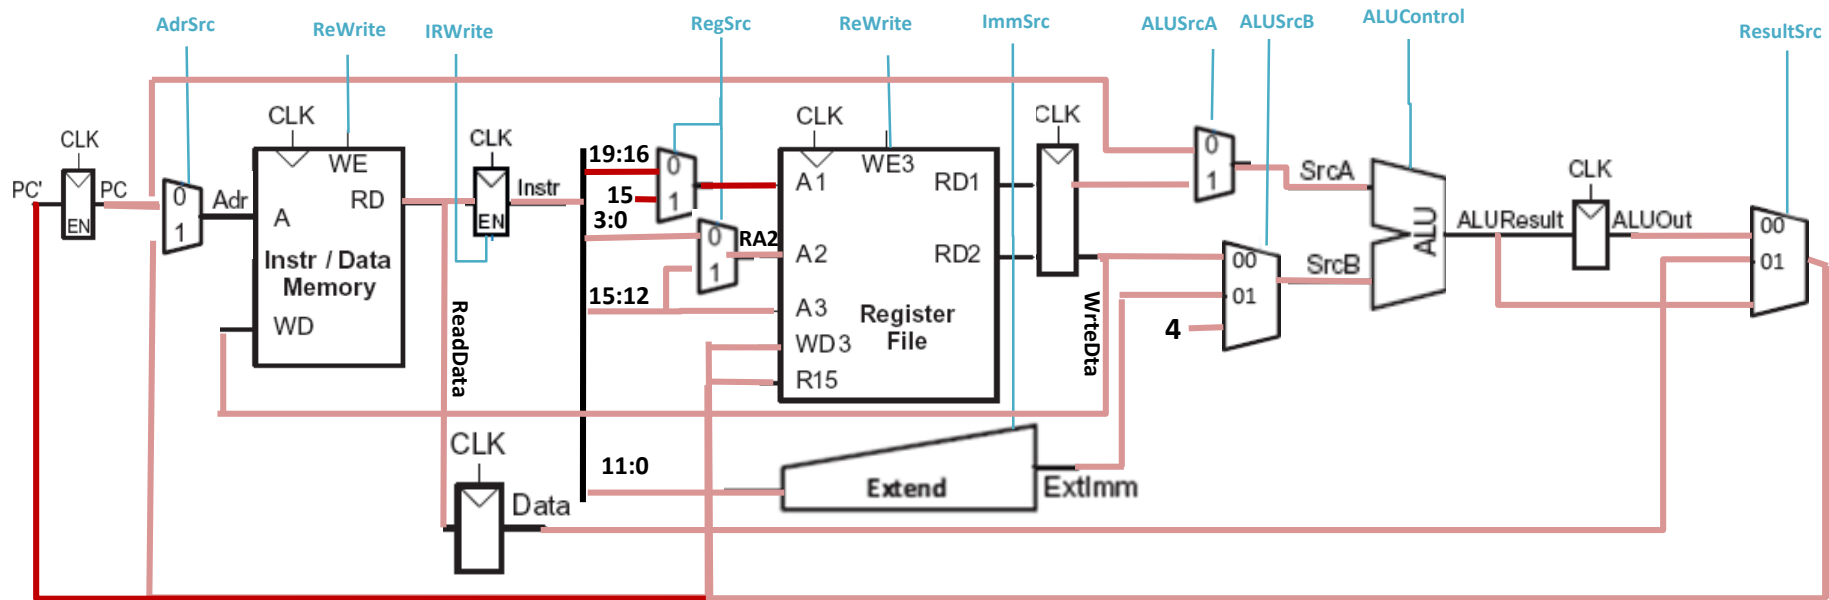 AdrSrc
ReWrite
IRWrite
RegSrc
ReWrite
ImmSrc
ALUSrcA
ALUSrcB
ALUControl
ResultSrc
CLK
PC'
PC
EN
0
1
Adr
CLK
WE
RD
A
Instr / Data
Memory
WD
CLK
EN
Instr
ReadData
CLK
Data
19:16
15
3:0
15:12
11:0
0
1
0
1
RA2
CLK
WE3
A1
RD1
A2
RD2
A3
Register
File
WD3
R15
CLK
WrteDta
Extend
ExtImm
0
1
SrcA
00
01
4
SrcB
ALU
ALUResult
CLK
ALUOut
00
01